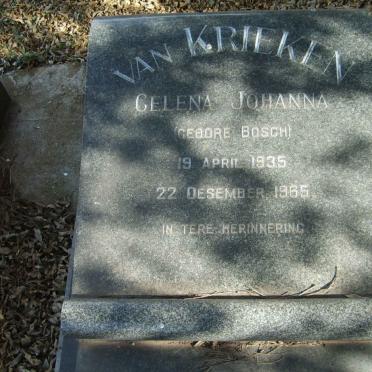 VAN KRIEKEN
GELENA JOHANNA
(GEBORE BOSCH)
19 APRIL 1935
22 DESEMBER 1965
IN TERE HERINNERING